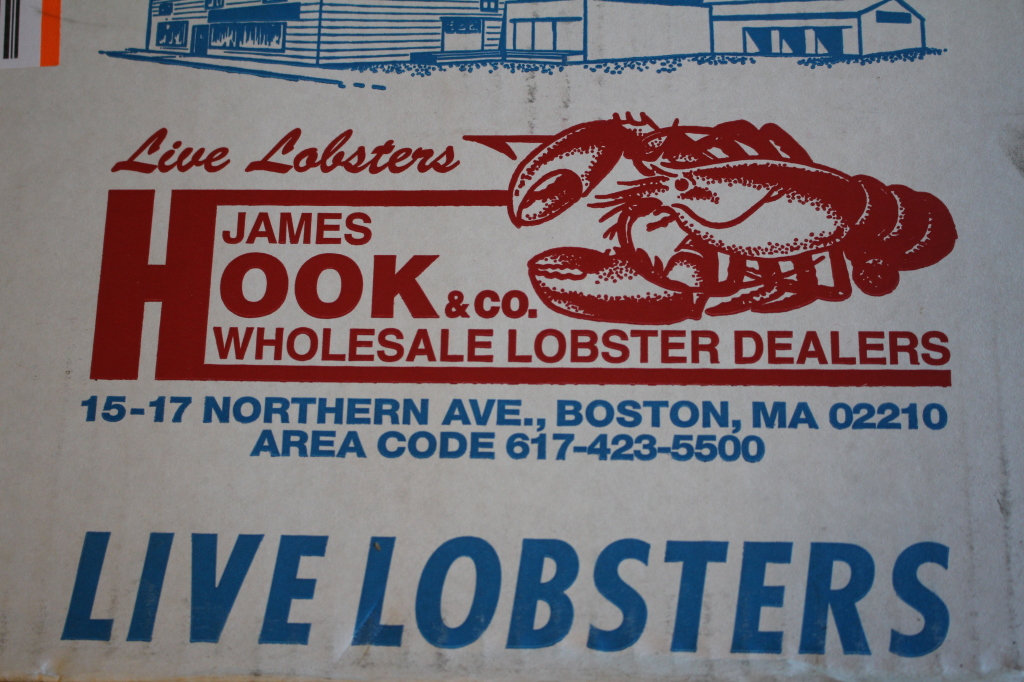 Live Lobsters
JAMES
HOOK & CO.
WHOLESALE LOBSTER DEALERS
15-17 NORTHERN AVE., BOSTON, MA 02210
AREA CODE 617-423-5500
LIVE LOBSTERS